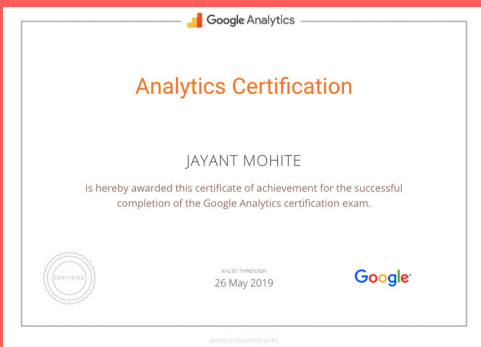 Google Analytics
Analytics Certification
JAYANT MOHITE
is hereby awarded this certificate of achievement for the successful
completion of the Google Analytics certification exam.
CERTIFIED
VALID THROUGH
26 May 2019
Google
GOOGLE.COM/PARTNERS